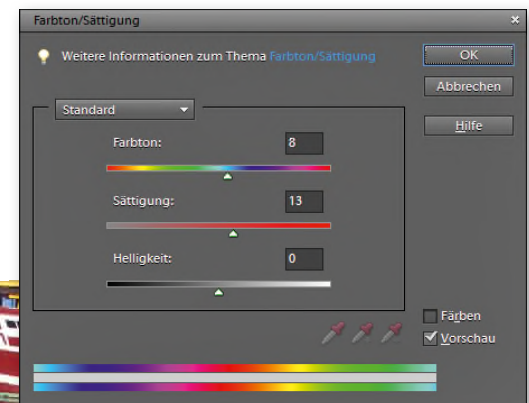 Farbton/Sättigung
Weitere Informationen zum Thema Farbton/Sättigung
OK
Abbrechen
Hilfe
Standard
Farbton: 8
Sättigung: 13
Helligkeit: 0
Färben
Vorschau